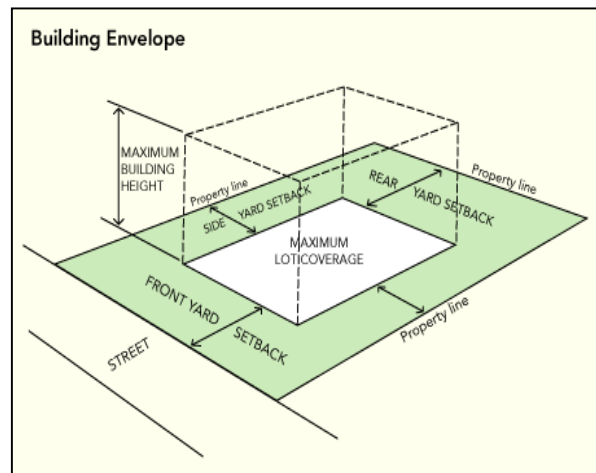 Building Envelope
MAXIMUM
BUILDING
HEIGHT
Property line
SIDE YARD SETBACK
REAR YARD SETBACK
Property line
MAXIMUM
LOTICOVERAGE
FRONT YARD SETBACK
Property line
STREET